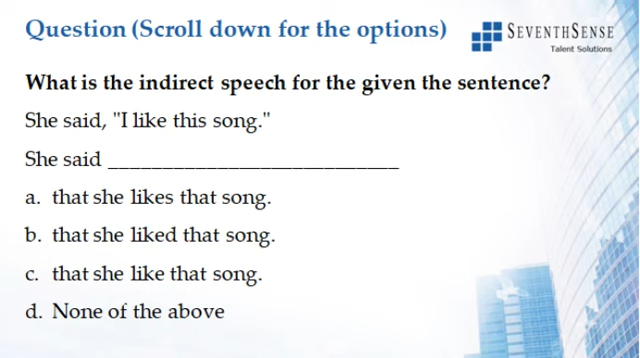 Question (Scroll down for the options)
SEVENTHSENSE
Talent Solutions
What is the indirect speech for the given the sentence?
She said, "I like this song."
She said ____________________________
a. that she likes that song.
b. that she liked that song.
c. that she like that song.
d. None of the above